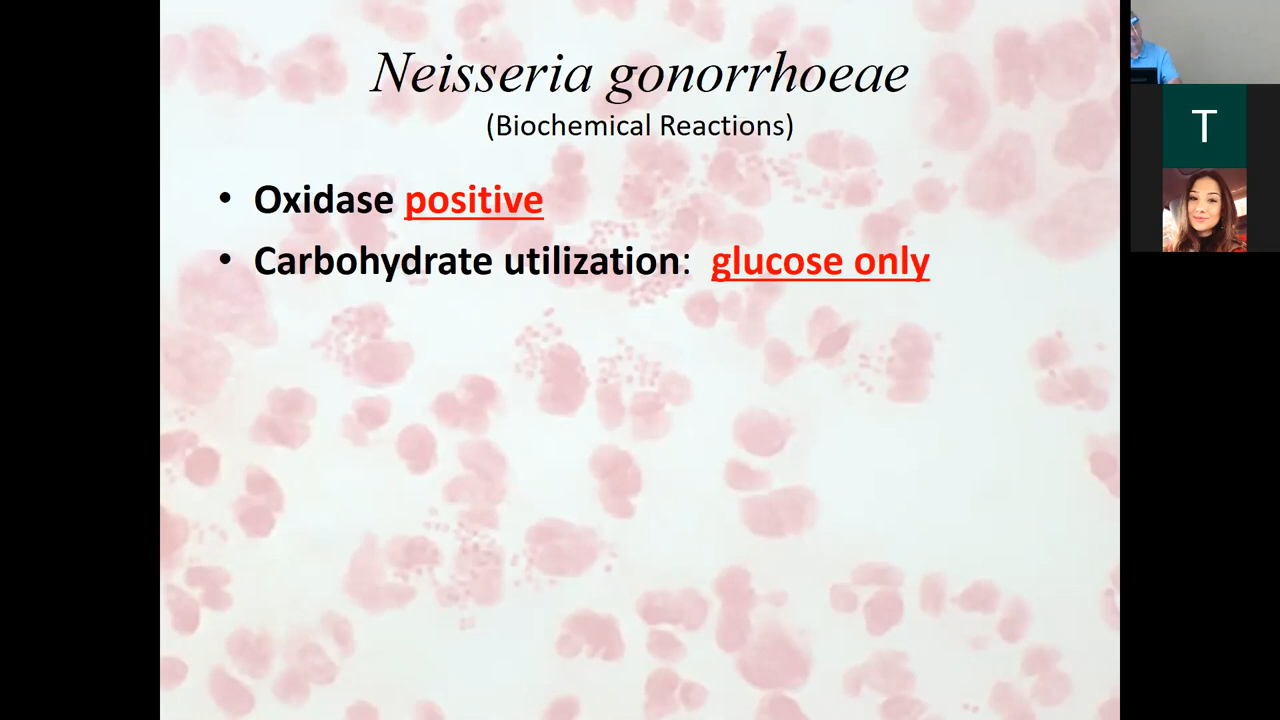 Neisseria gonorrhoeae
(Biochemical Reactions)
• Oxidase positive
• Carbohydrate utilization: glucose only
T